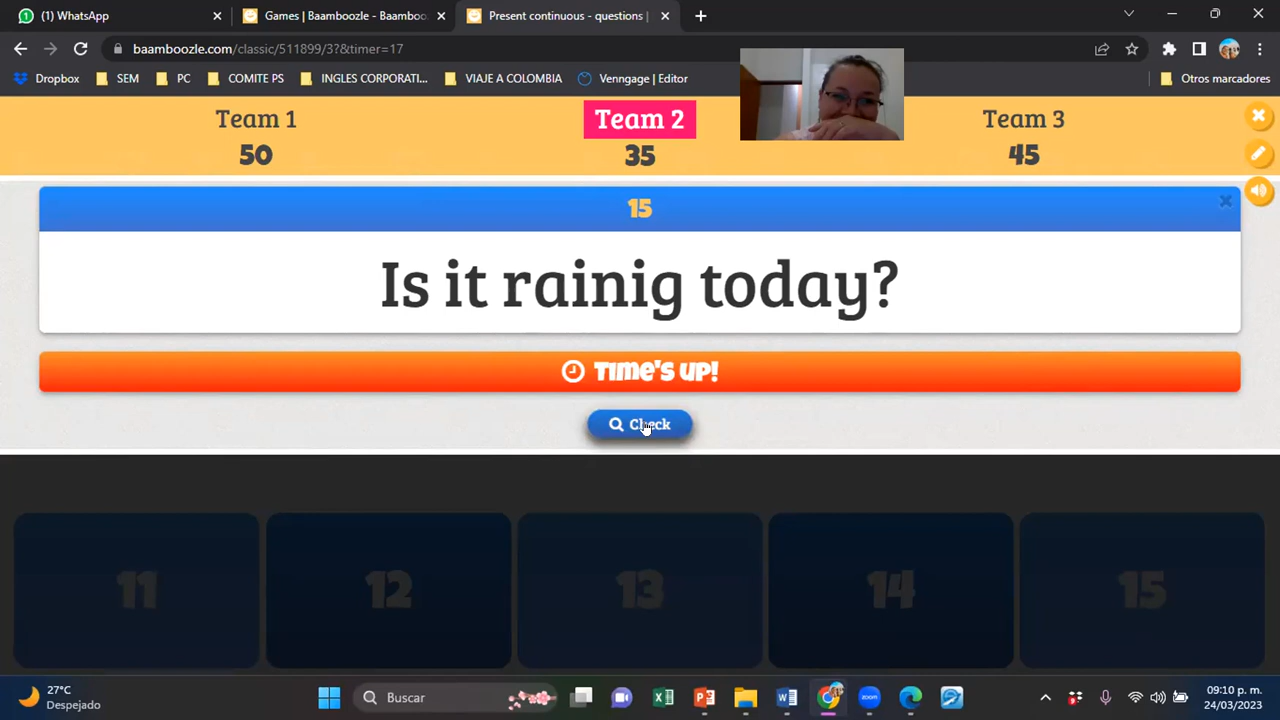 (1) WhatsApp
Games | Baamboozle - Baamboo
Present continuous - questions |
baamboozle.com/classic/511899/3?&timer=17
Dropbox
SEM
PC
COMITE PS
INGLES CORPORATI...
VIAJE A COLOMBIA
Venngage | Editor
Otros marcadores
Team 1
Team 2
Team 3
50
35
45
15
Is it rainig today?
Time's up!
Check
11
12
13
14
15
27°C
Despejado
Buscar
zoom
09:10 p. m.
24/03/2023